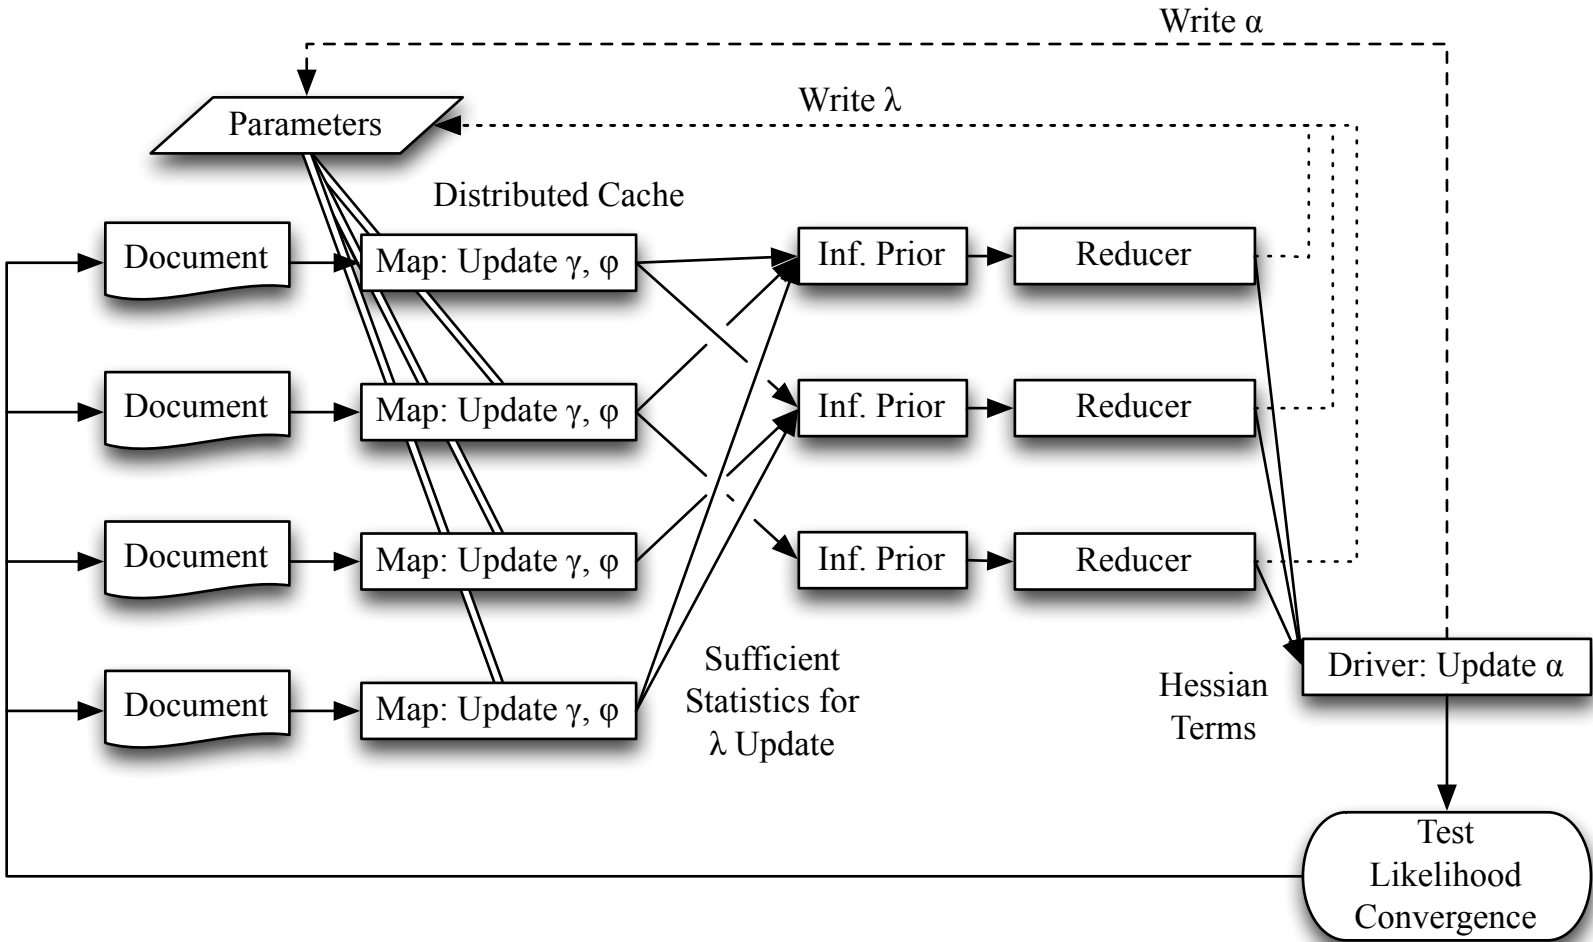 Write α
Parameters
Write λ
Distributed Cache
Document
Map: Update γ, φ
Inf. Prior
Reducer
Document
Map: Update γ, φ
Inf. Prior
Reducer
Document
Map: Update γ, φ
Inf. Prior
Reducer
Document
Map: Update γ, φ
Sufficient
Statistics for
λ Update
Hessian
Terms
Driver: Update α
Test
Likelihood
Convergence